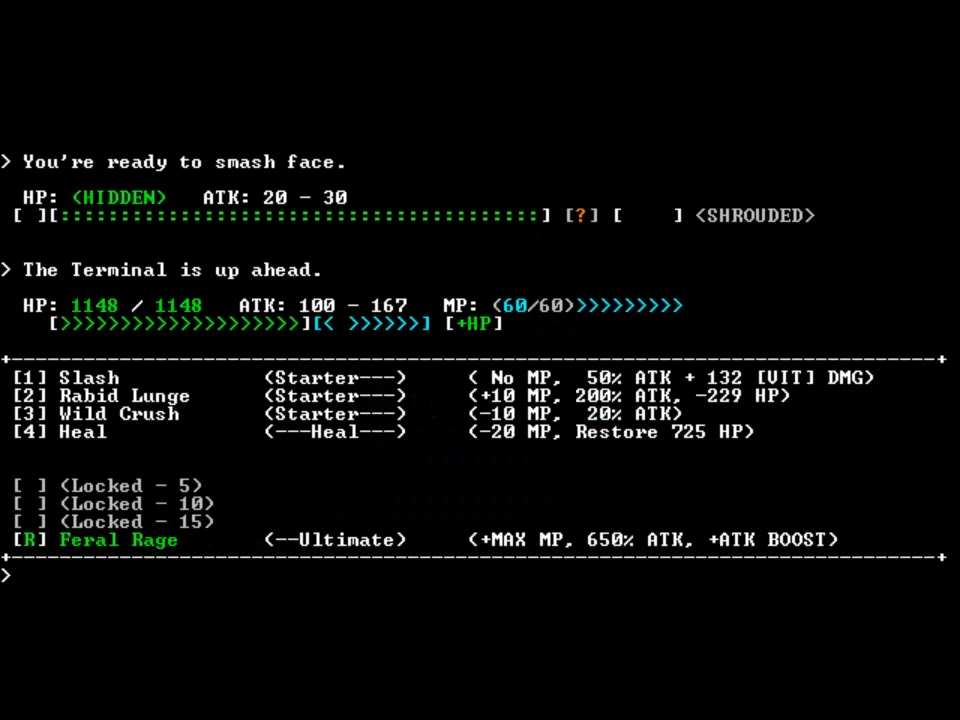 > You're ready to smash face.
HP: <HIDDEN> ATK: 20 - 30
[ ][::::::::::::::::::::::::::::::::::::::::] [?] [    ] <SHROUDED>
> The Terminal is up ahead.
HP: 1148 / 1148 ATK: 100 - 167 MP: (60/60)>>>>>>>>>
[>>>>>>>>>>>>>>>>>>>>][< >>>>>>] [+HP]
+-----------------------------------------------------------------------------+
[1] Slash (Starter---) ( No MP, 50% ATK + 132 [VIT] DMG)
[2] Rabid Lunge (Starter---) (+10 MP, 200% ATK, -229 HP)
[3] Wild Crush (Starter---) (-10 MP, 20% ATK)
[4] Heal (---Heal---) (-20 MP, Restore 725 HP)
[ ] (Locked - 5)
[ ] (Locked - 10)
[ ] (Locked - 15)
[R] Feral Rage (--Ultimate) (+MAX MP, 650% ATK, +ATK BOOST)
+-----------------------------------------------------------------------------+
>